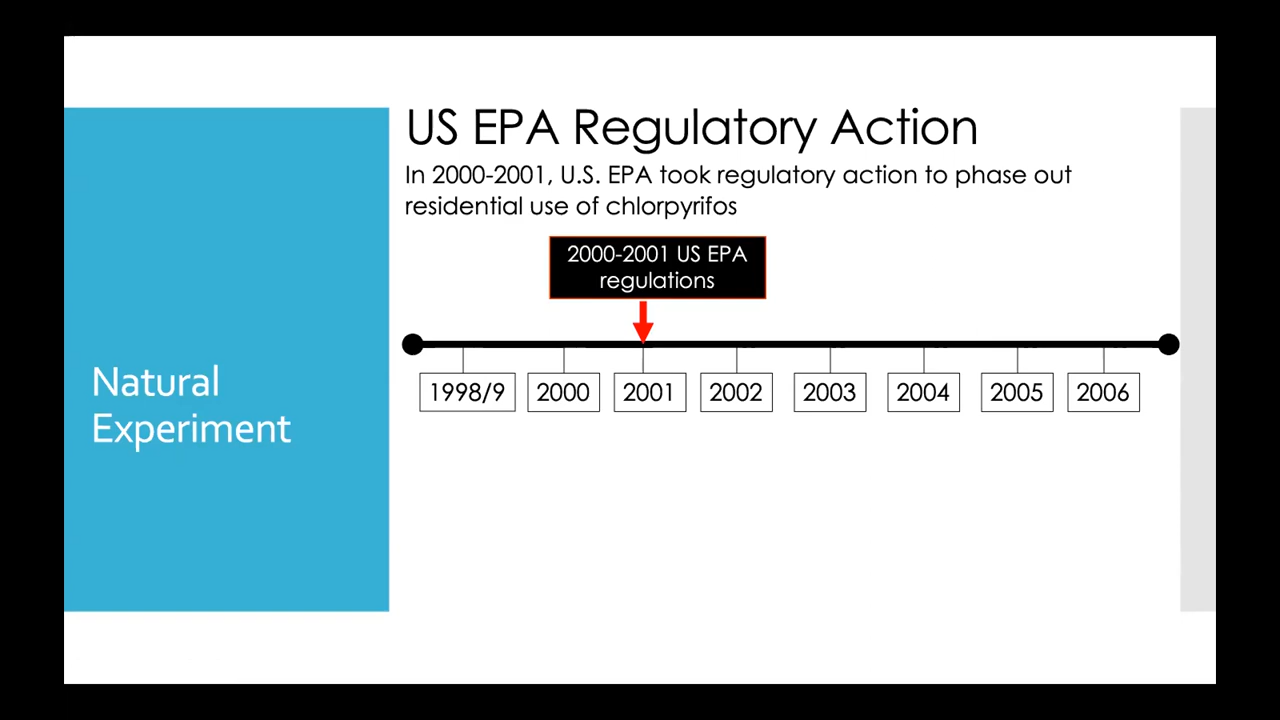 US EPA Regulatory Action
In 2000-2001, U.S. EPA took regulatory action to phase out
residential use of chlorpyrifos
2000-2001 US EPA
regulations
1998/9 2000 2001 2002 2003 2004 2005 2006
Natural
Experiment